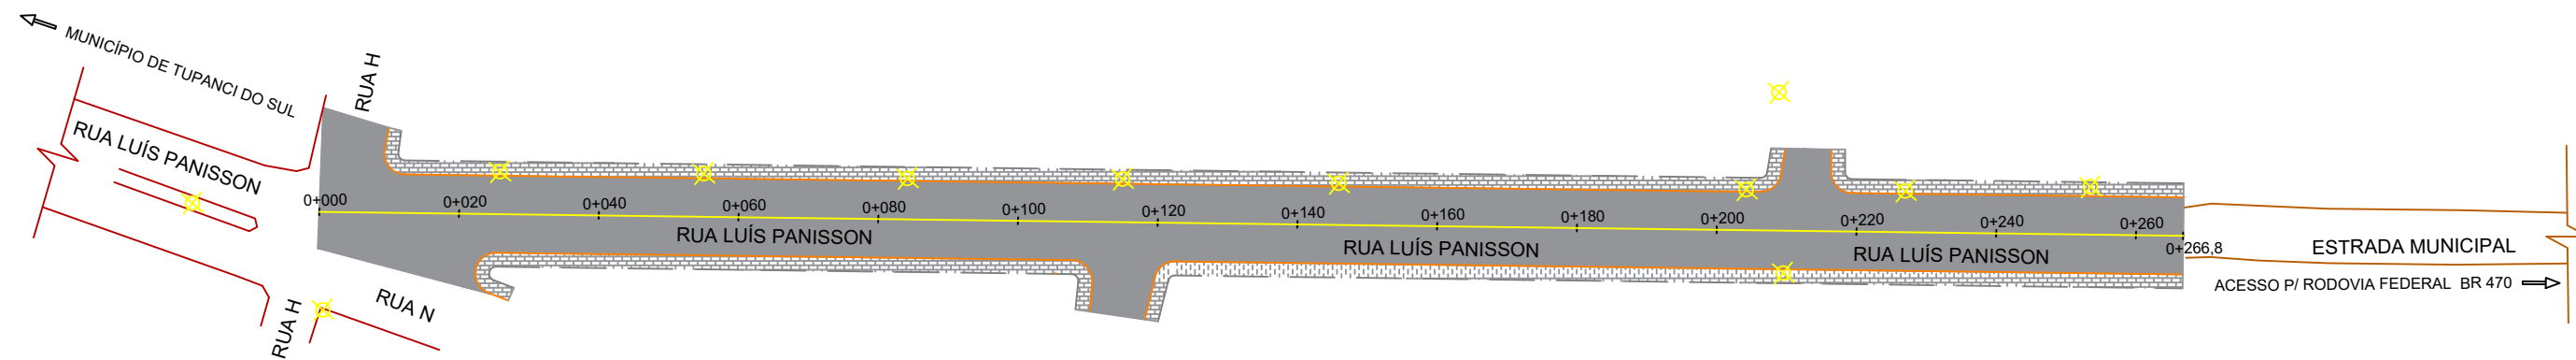 MUNICÍPIO DE TUPANCI DO SUL
RUA H
RUA LUÍS PANISSON
0+000
0+020
0+040
0+060
0+080
0+100
0+120
0+140
0+160
0+180
0+200
0+220
0+240
0+260
0+266,8
RUA LUÍS PANISSON
RUA LUÍS PANISSON
RUA LUÍS PANISSON
ESTRADA MUNICIPAL
ACESSO P/ RODOVIA FEDERAL BR 470
RUA N
RUA H